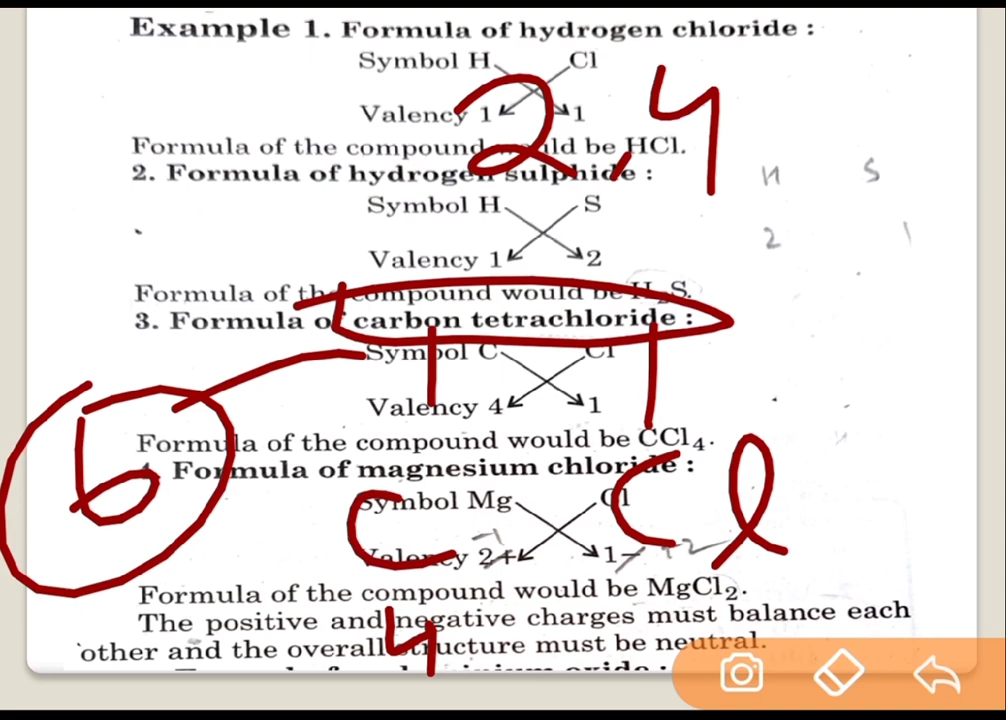 Example 1. Formula of hydrogen chloride :
Symbol H Cl
2,4
Valency 1 1
Formula of the compound would be HCl.
2. Formula of hydrogen sulphide :
H S
Symbol H S
2 1
Valency 1 2
Formula of the compound would be H2S.
3. Formula of carbon tetrachloride :
Symbol C Cl
Valency 4 1
Formula of the compound would be CCl4.
4. Formula of magnesium chloride :
C Cl
Symbol Mg Cl
Valency 2+ 1-
Formula of the compound would be MgCl2.
The positive and negative charges must balance each
other and the overall structure must be neutral.
4